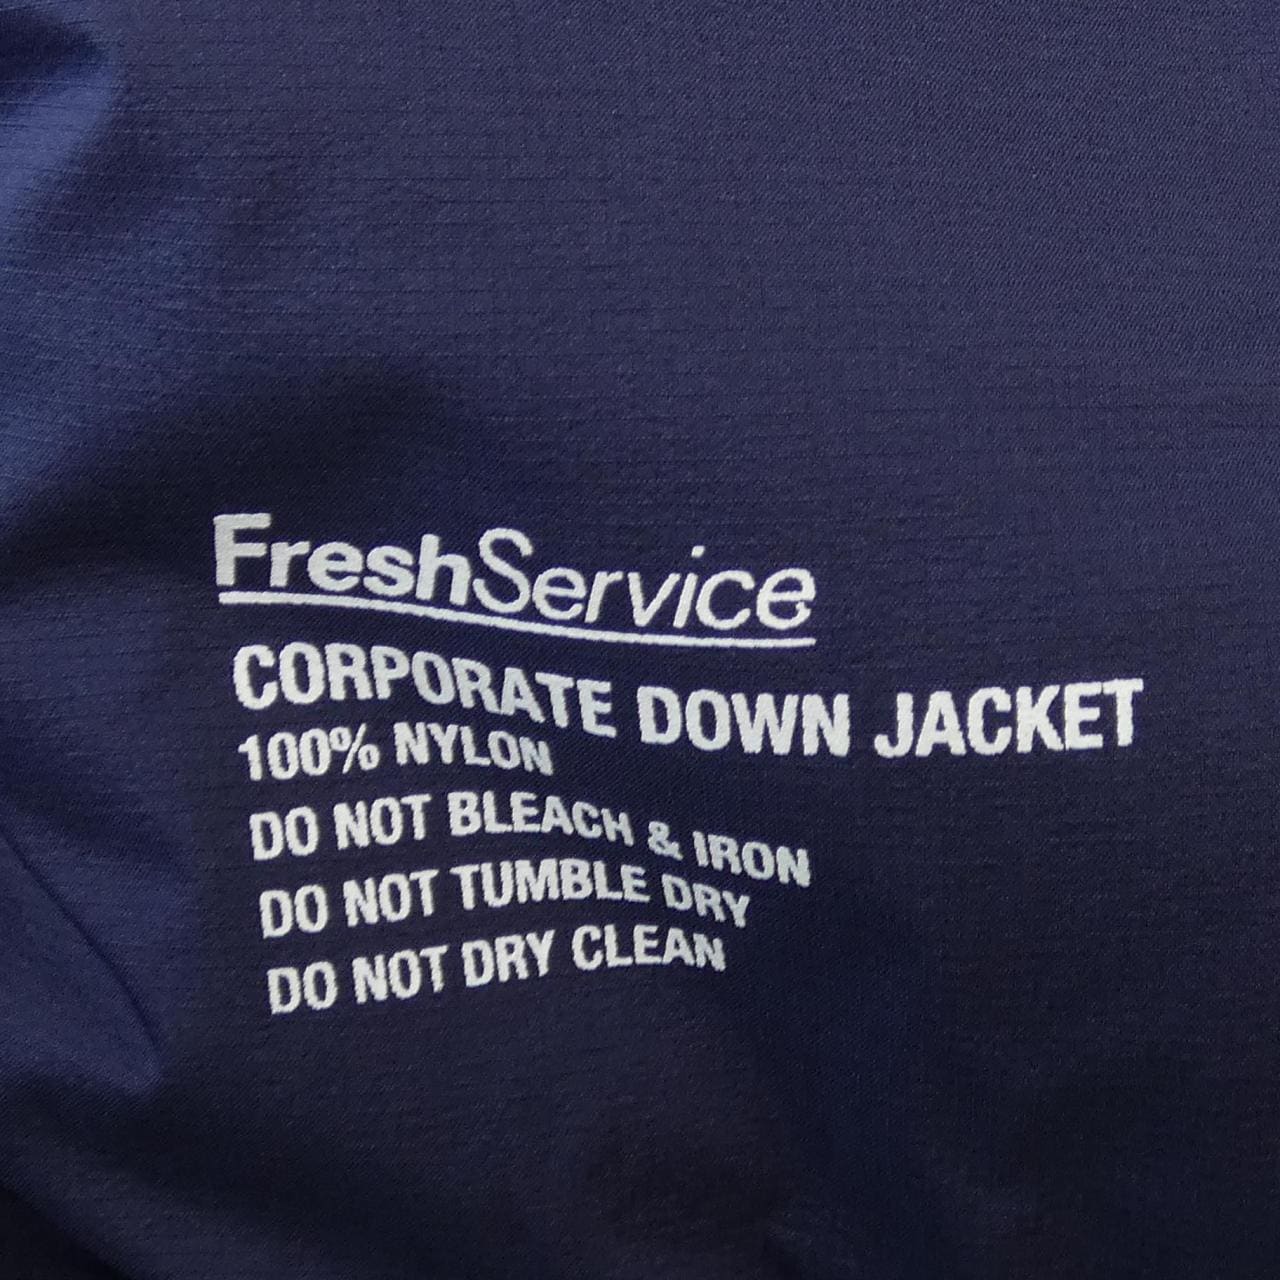 FreshService
CORPORATE DOWN JACKET
100% NYLON
DO NOT BLEACH & IRON
DO NOT TUMBLE DRY
DO NOT DRY CLEAN